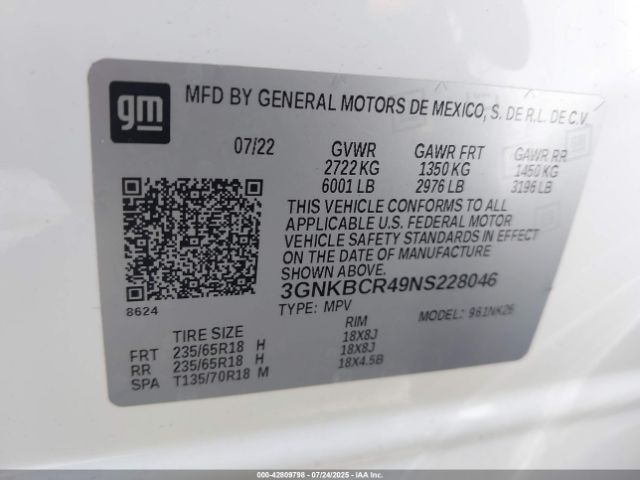 gm
MFD BY GENERAL MOTORS DE MEXICO, S. DE R.L. DE C.V.
07/22 GVWR GAWR FRT GAWR RR
2722 KG 1350 KG 1450 KG
6001 LB 2976 LB 3196 LB
THIS VEHICLE CONFORMS TO ALL
APPLICABLE U.S. FEDERAL MOTOR
VEHICLE SAFETY STANDARDS IN EFFECT
ON THE DATE OF MANUFACTURE
SHOWN ABOVE.
3GNKBCR49NS228046
8624
TYPE: MPV MODEL: 981NK26
TIRE SIZE RIM
FRT 235/65R18 H 18X8J
RR 235/65R18 H 18X8J
SPA T135/70R18 M 18X4.5B
000-42809798 - 07/24/2025 - IAAI.COM